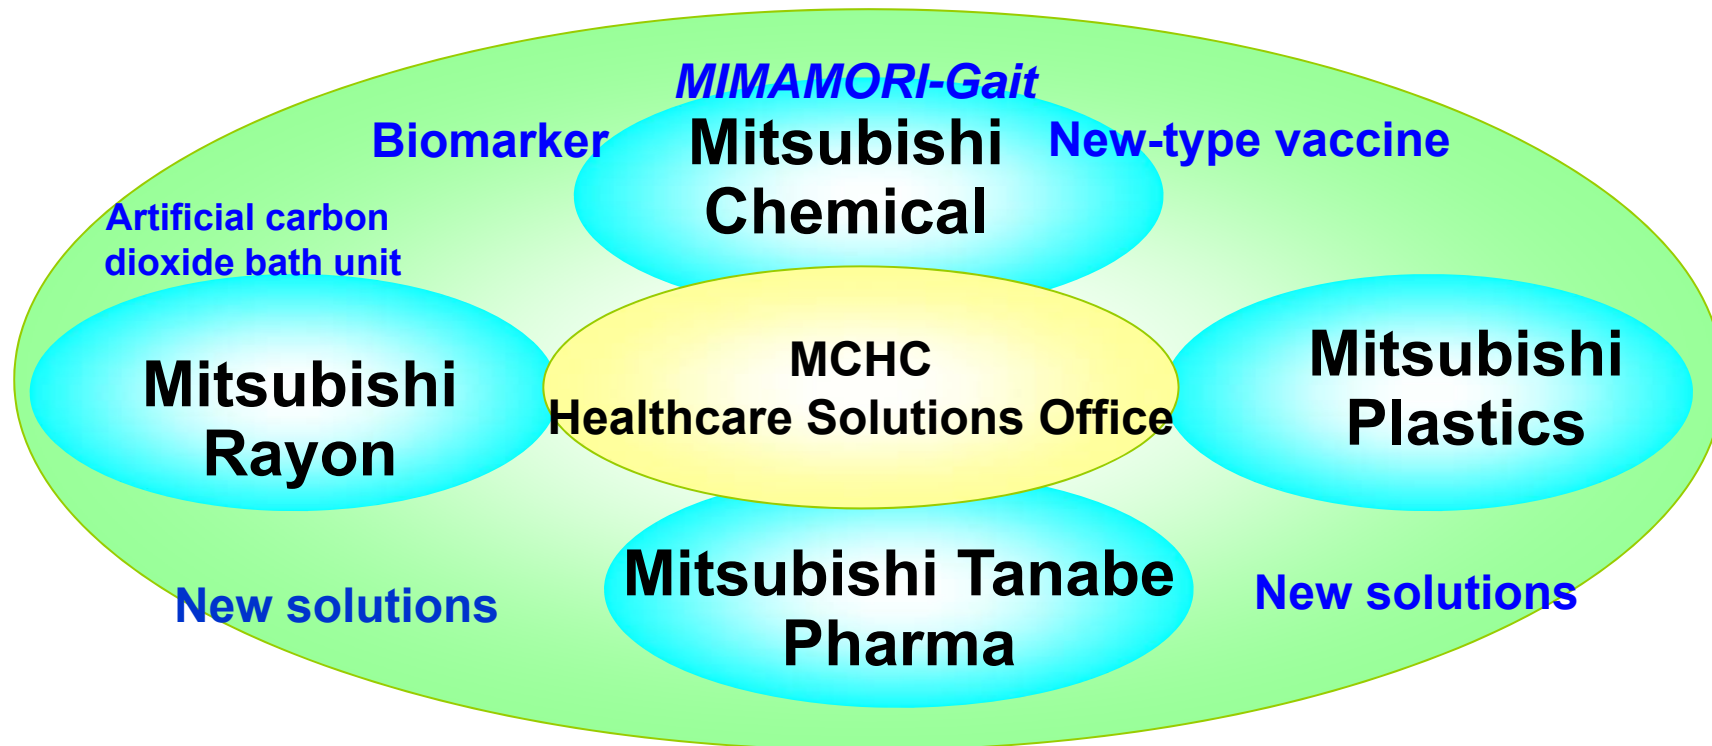 MIMAMORI-Gait
Biomarker
Mitsubishi
Chemical
New-type vaccine
Artificial carbon
dioxide bath unit
Mitsubishi
Rayon
MCHC
Healthcare Solutions Office
Mitsubishi
Plastics
Mitsubishi Tanabe
Pharma
New solutions
New solutions